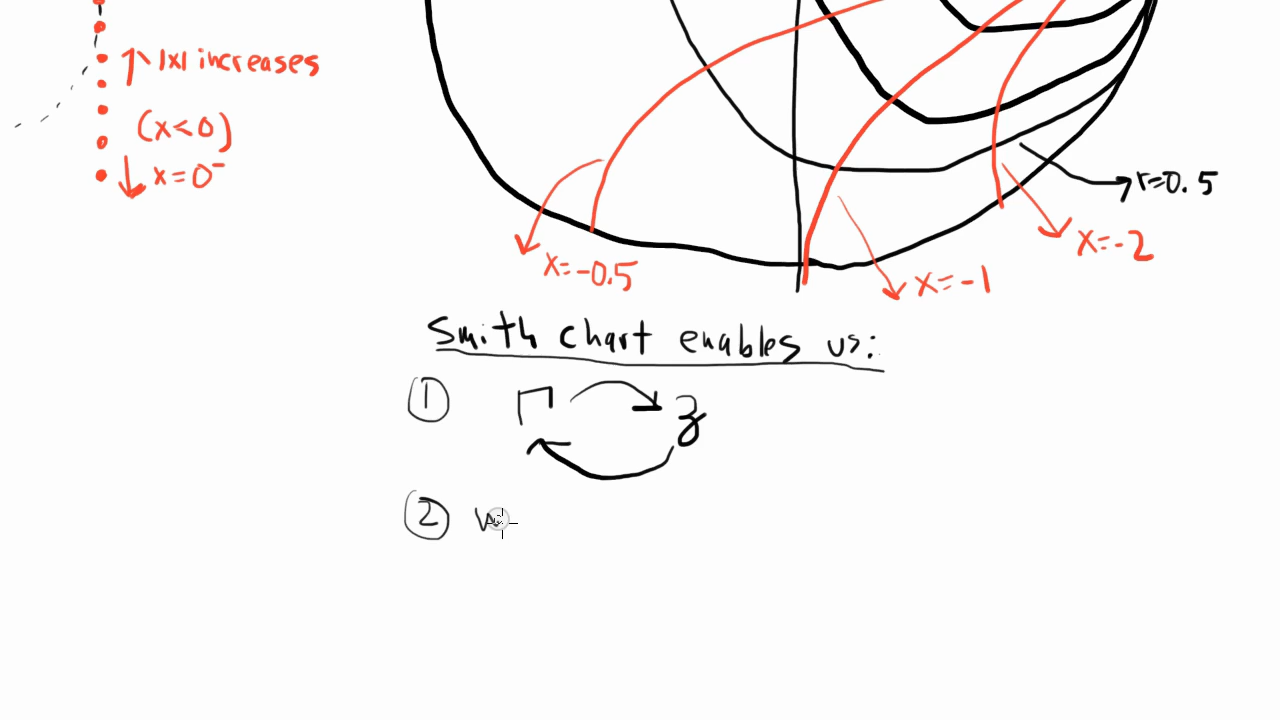 ↑ |x| increases
(x<0)
↓ x=0⁻
r=0.5
x=-2
x=-0.5
x=-1
Smith chart enables us:
① Γ z
② w